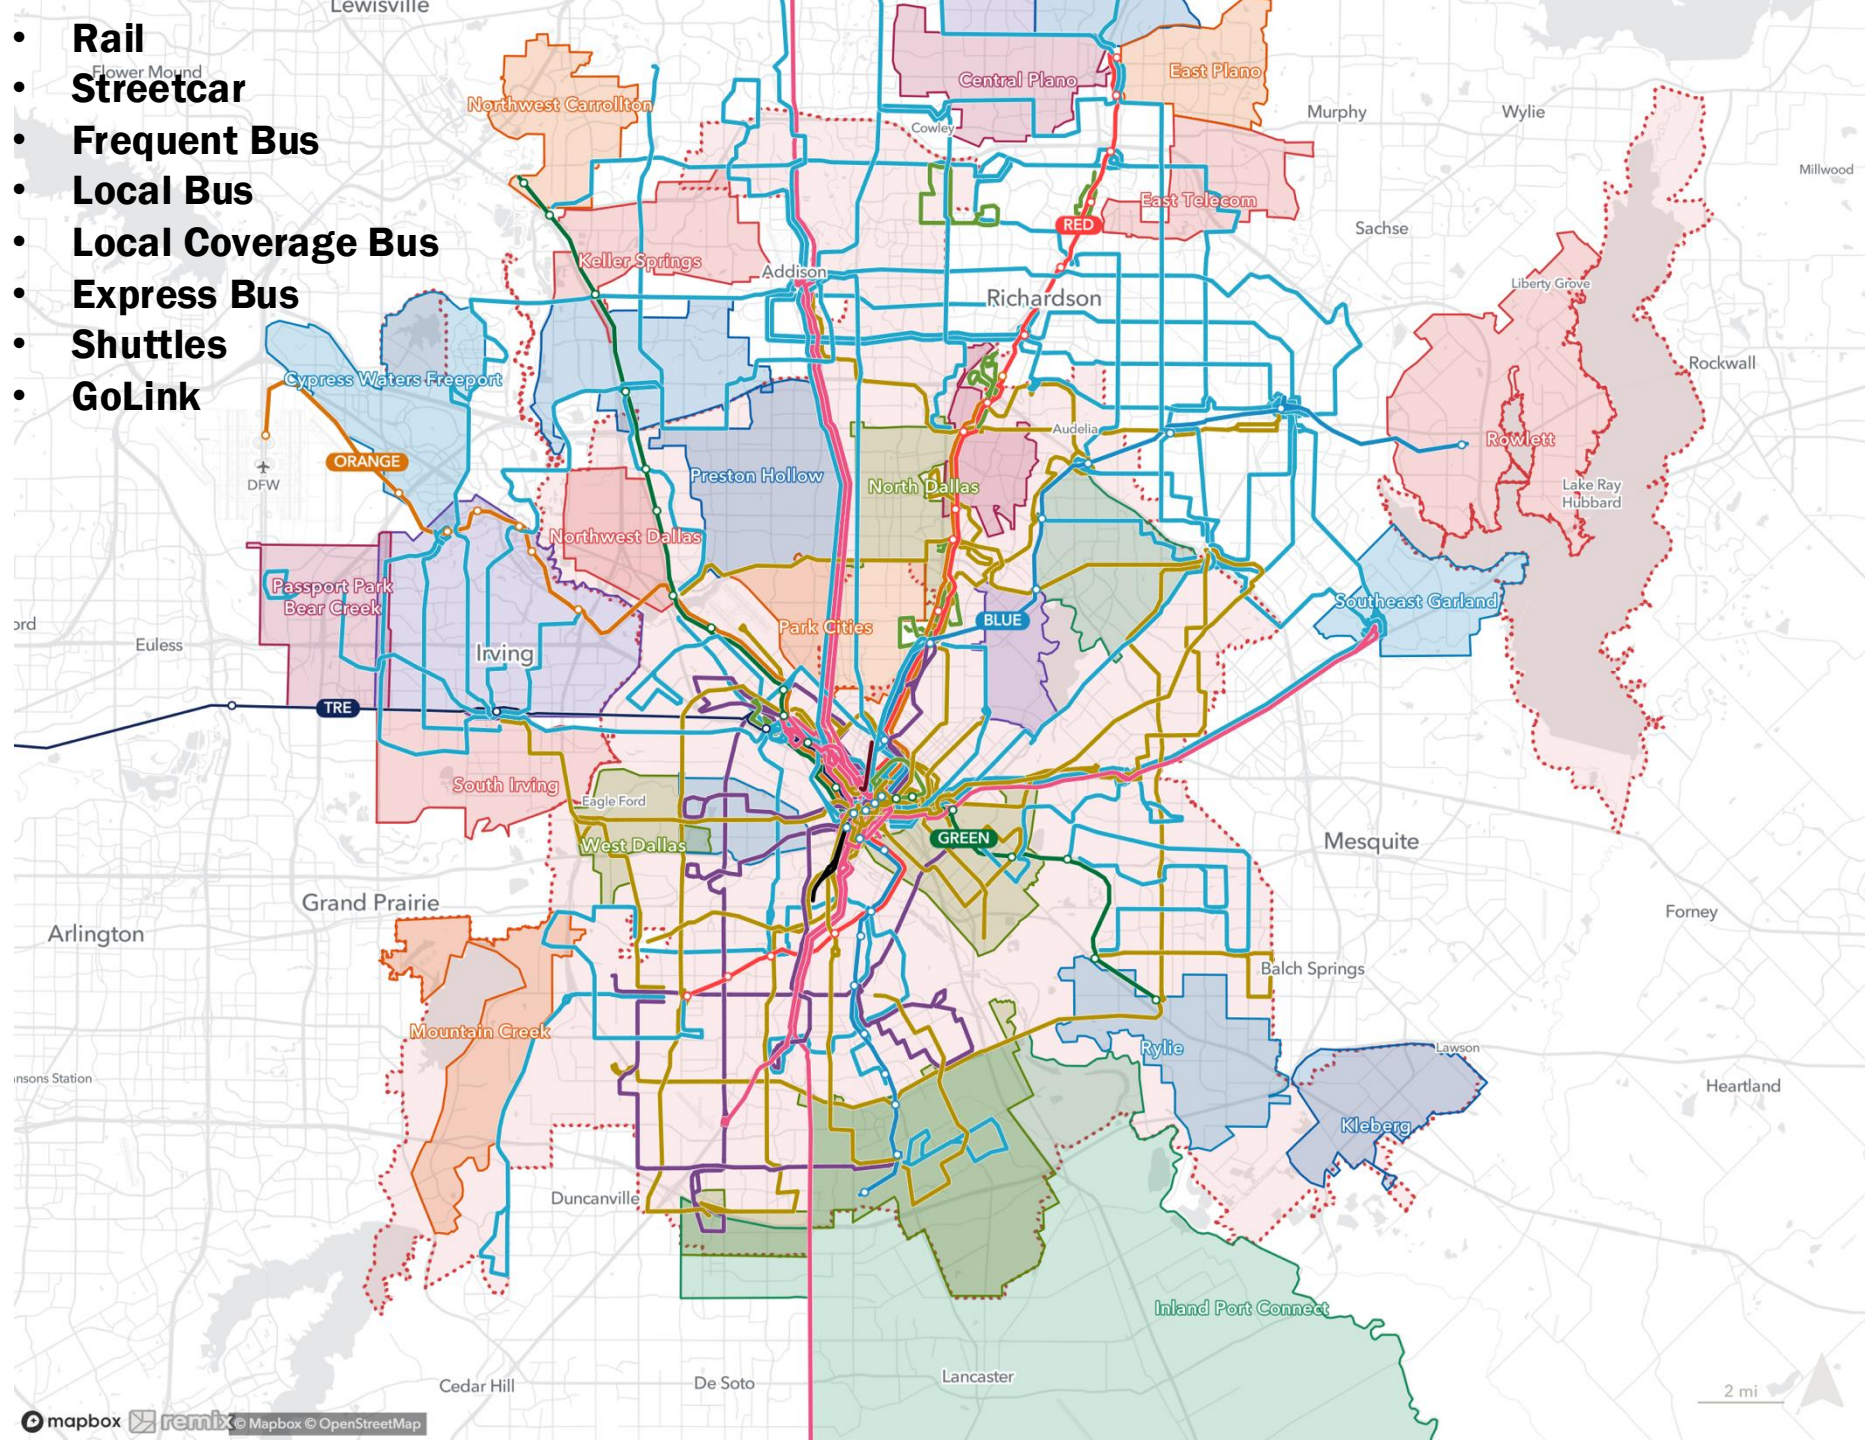 • Rail
• Streetcar
• Frequent Bus
• Local Bus
• Local Coverage Bus
• Express Bus
• Shuttles
• GoLink
Lewisville
Flower Mound
Northwest Carrollton
Central Plano
East Plano
Murphy
Wylie
Cowley
Millwood
East Telecom
RED
Sachse
Keller Springs
Addison
Richardson
Liberty Grove
Cypress Waters Freeport
Rockwall
Audelia
Rowlett
ORANGE
DFW
Preston Hollow
North Dallas
Lake Ray
Hubbard
Northwest Dallas
Passport Park
Bear Creek
Southeast Garland
ord
Euless
Irving
Park Cities
BLUE
TRE
South Irving
Eagle Ford
West Dallas
GREEN
Mesquite
Grand Prairie
Arlington
Forney
Balch Springs
Mountain Creek
Rylie
Lawson
nsons Station
Heartland
Kleberg
Duncanville
Inland Port Connect
Cedar Hill
De Soto
Lancaster
2 mi
mapbox remix © Mapbox © OpenStreetMap